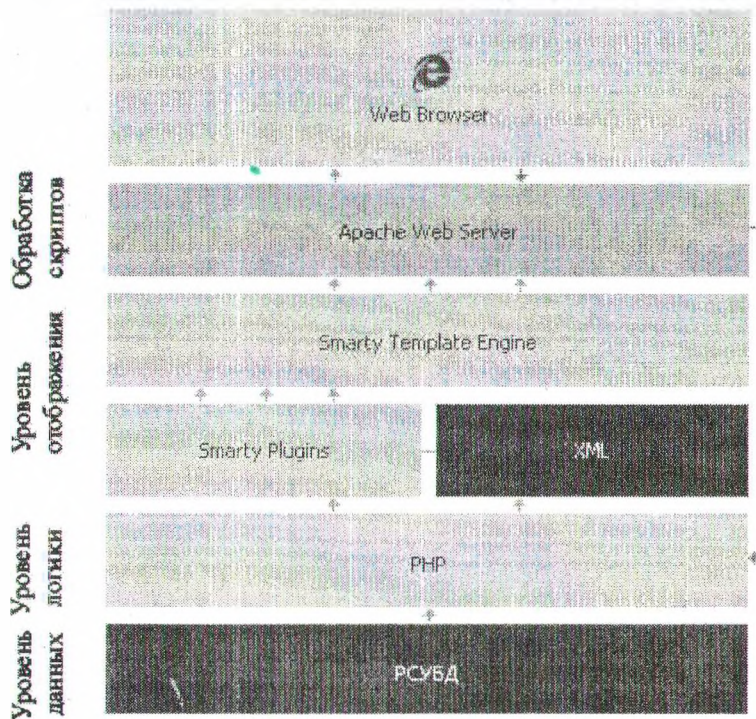 Web Browser
Обработка
скриптов
Apache Web Server
Уровень
отображения
Smarty Template Engine
Smarty Plugins
XML
Уровень
логики
PHP
Уровень
данных
РСУБД